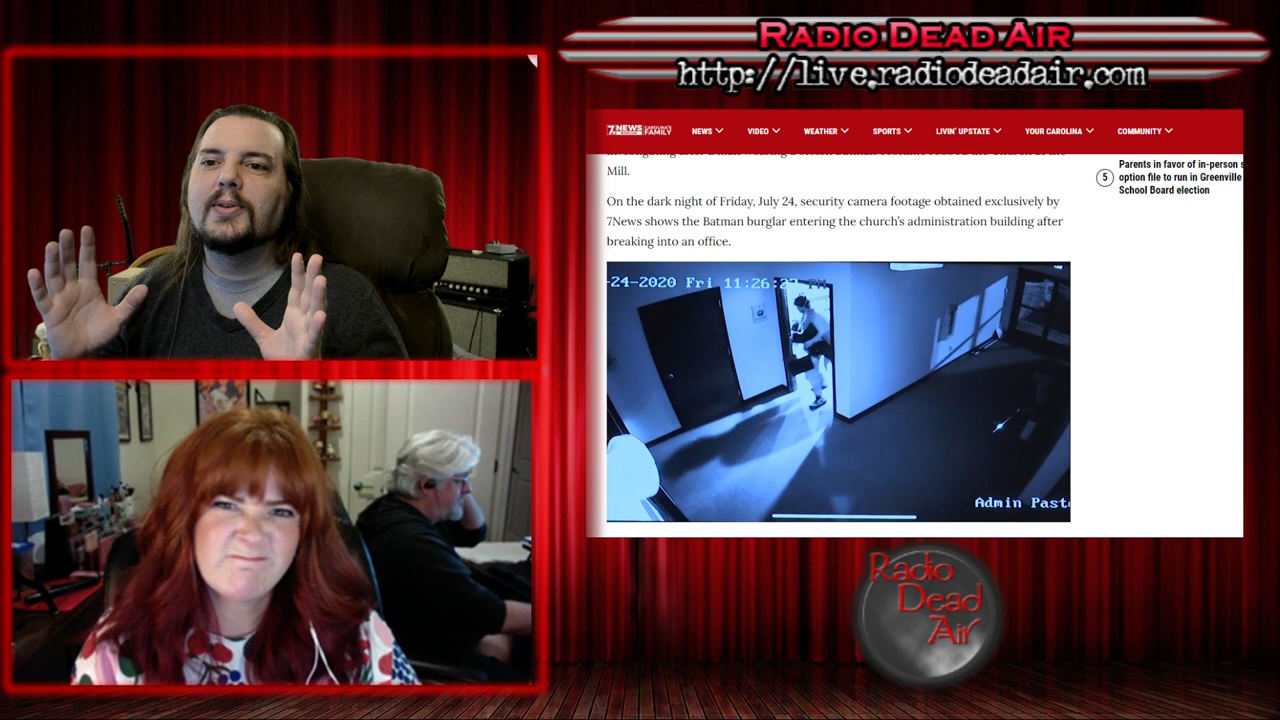 RADIO DEAD AIR
http://live.radiodeadair.com
7NEWS
CAROLINA'S
FAMILY
NEWS
VIDEO
WEATHER
SPORTS
LIVIN' UPSTATE
YOUR CAROLINA
COMMUNITY
Mill.
On the dark night of Friday, July 24, security camera footage obtained exclusively by
7News shows the Batman burglar entering the church's administration building after
breaking into an office.
5
Parents in favor of in-person
option file to run in Greenville
School Board election
-24-2020 Fri 11:26:
Admin
Radio
Dead
Air